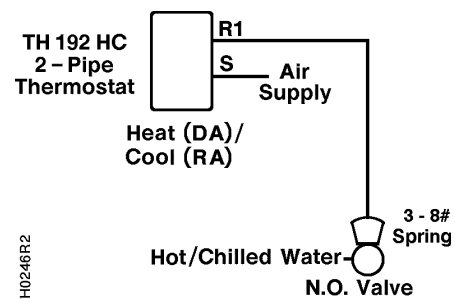 TH 192 HC
2 – Pipe
Thermostat
R1
S
Air
Supply
Heat (DA)/
Cool (RA)
3 - 8#
Spring
Hot/Chilled Water
N.O. Valve
H0246R2